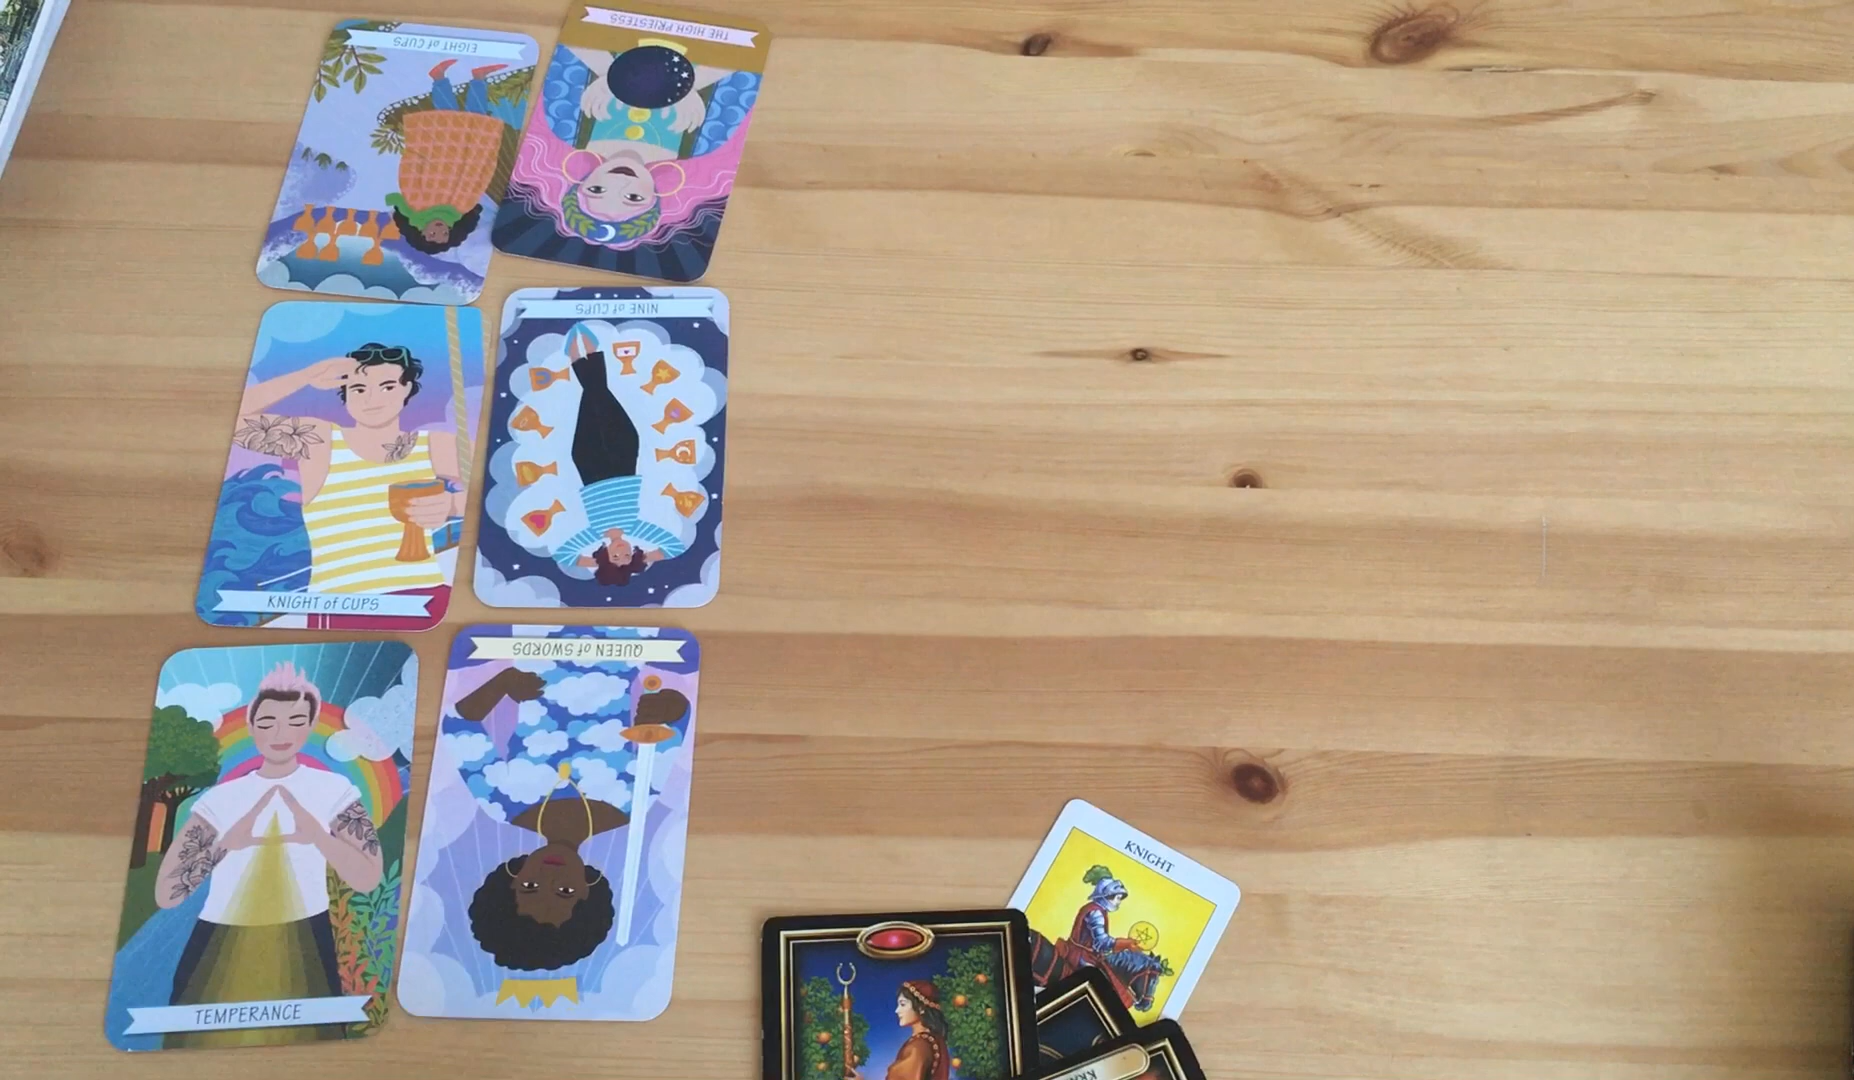 EIGHT of CUPS
THE HIGH PRIESTESS
KNIGHT of CUPS
NINE of CUPS
TEMPERANCE
QUEEN of SWORDS
KNIGHT